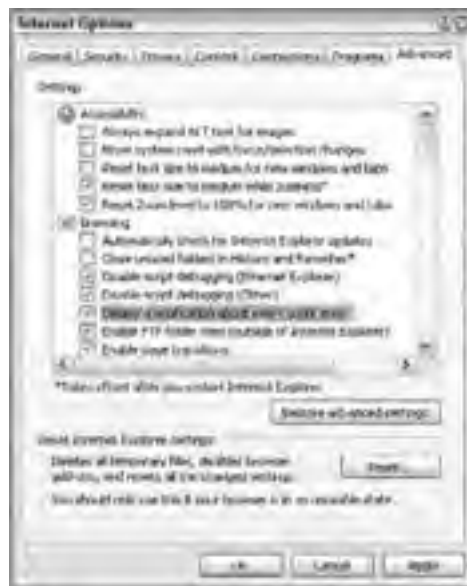 Internet Options
General Security Privacy Content Connections Programs Advanced
Settings
Accessibility
Always expand ALT text for images
Move system caret with focus/selection changes
Reset text size to medium for new windows and tabs
Reset text size to medium while zooming*
Reset Zoom level to 100% for new windows and tabs
Browsing
Automatically check for Internet Explorer updates
Close unused folders in History and Favorites*
Disable script debugging (Internet Explorer)
Disable script debugging (Other)
Display a notification about every script error
Enable FTP folder view (outside of Internet Explorer)
Enable page transitions
*Takes effect after you restart Internet Explorer
Restore advanced settings
Reset Internet Explorer settings
Deletes all temporary files, disables browser
add-ons, and resets all the changed settings.
Reset...
You should only use this if your browser is in an unusable state.
OK Cancel Apply